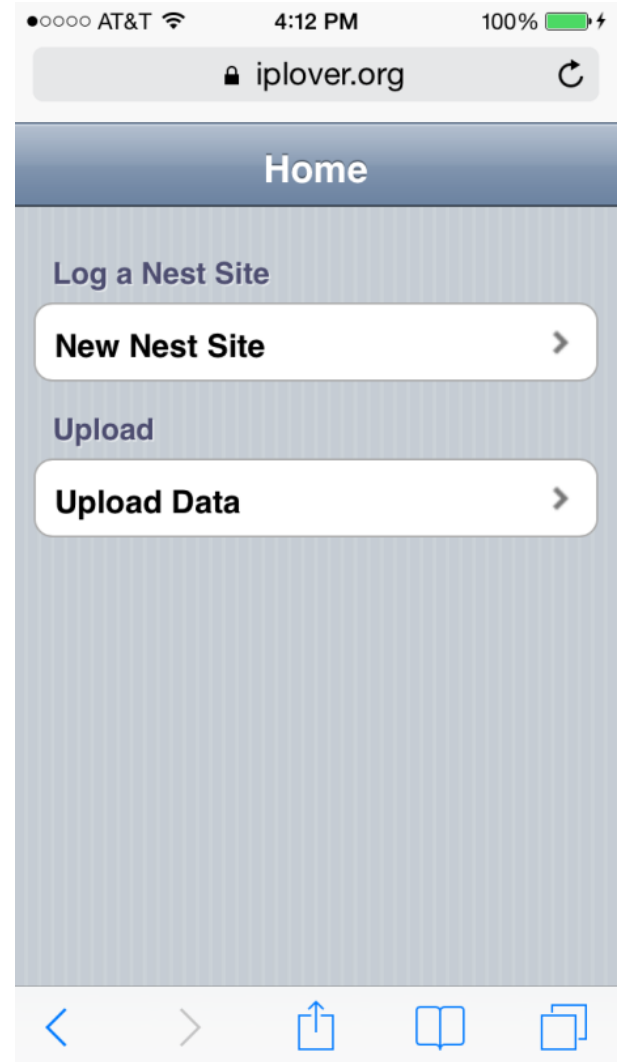 AT&T 4:12 PM 100%
iplover.org
Home
Log a Nest Site
New Nest Site
Upload
Upload Data